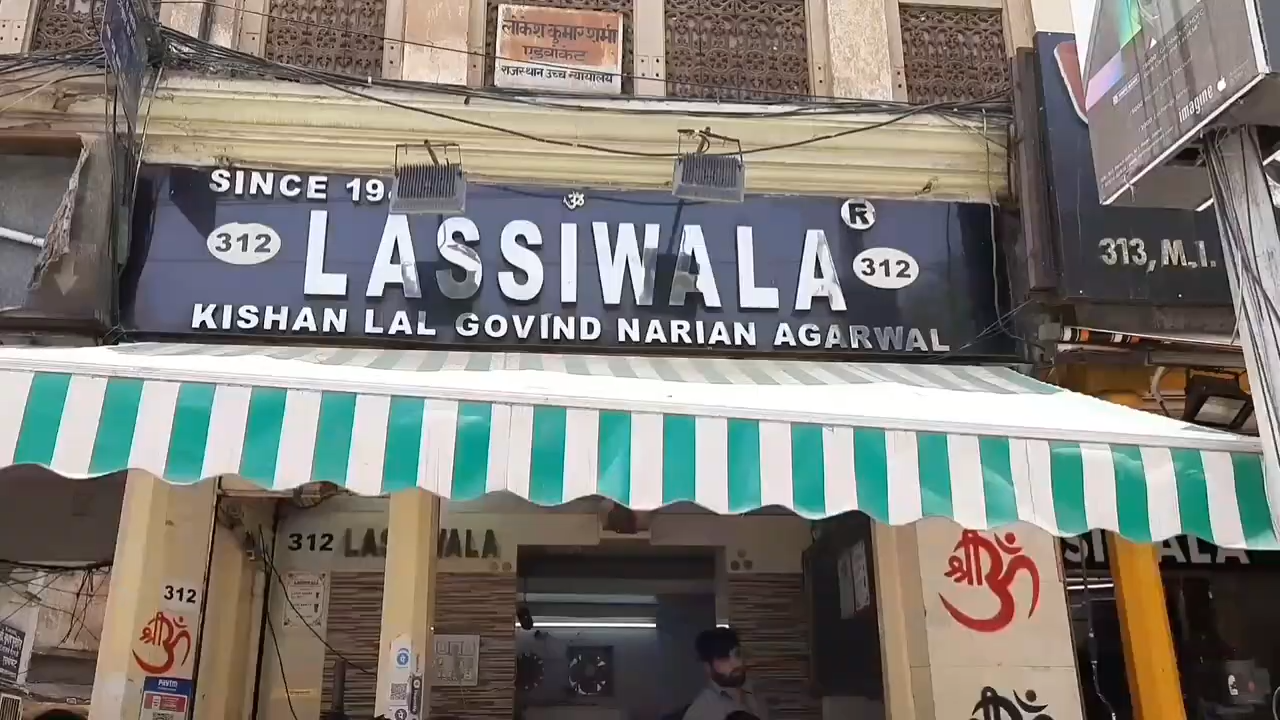 लोकेश कुमार शर्मा
एडवोकेट
राजस्थान उच्च न्यायालय
imagine
SINCE 19
ॐ
R
312
LASSIWALA
312
KISHAN LAL GOVIND NARIAN AGARWAL
313, M.I.
312 LASSIWALA
312
श्री ॐ
श्री ॐ
Paytm
ॐ